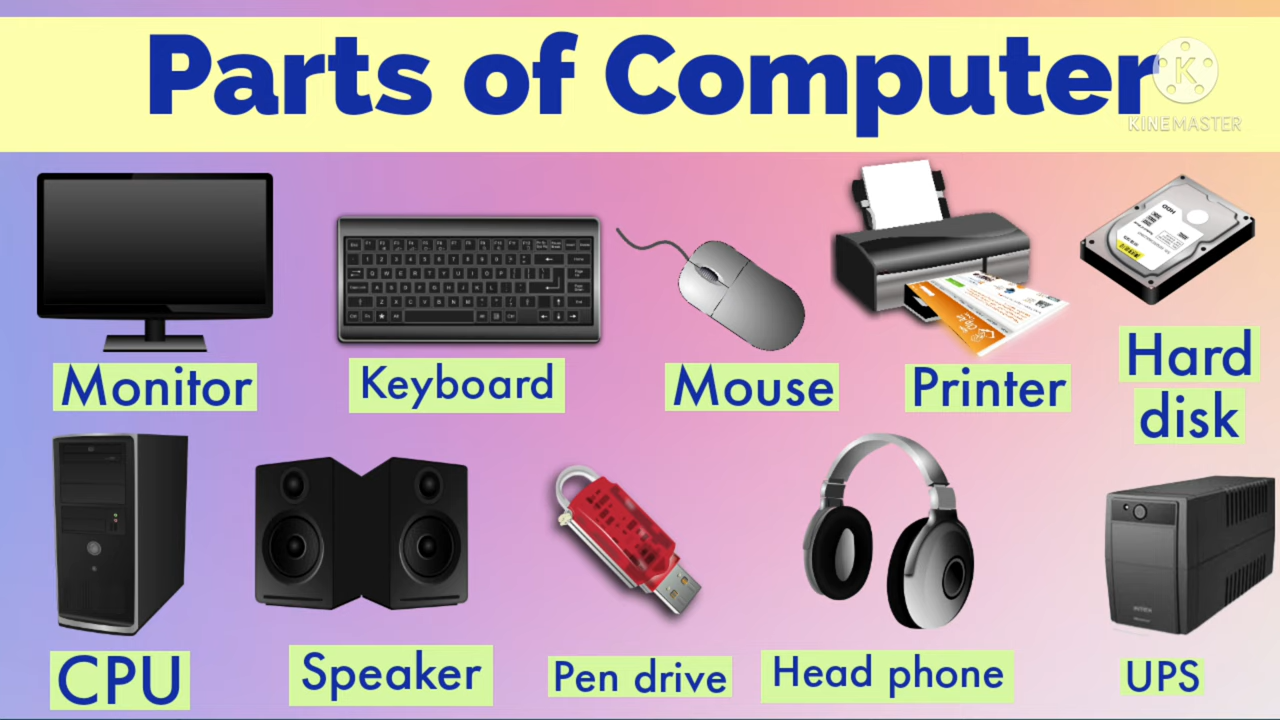 Parts of Computer
K
KINEMASTER
Monitor
Keyboard
Mouse
Printer
Hard
disk
CPU
Speaker
Pen drive
Head phone
UPS